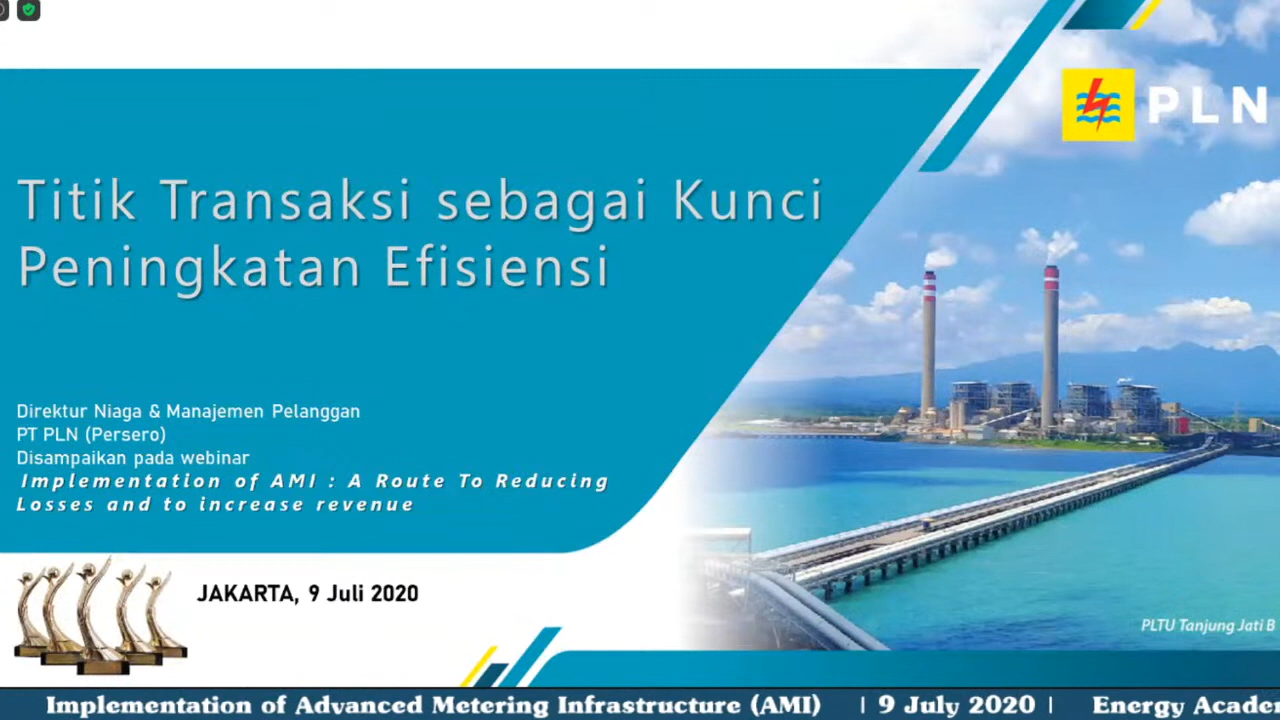 PLN
Titik Transaksi sebagai Kunci
Peningkatan Efisiensi
Direktur Niaga & Manajemen Pelanggan
PT PLN (Persero)
Disampaikan pada webinar
Implementation of AMI : A Route To Reducing
Losses and to increase revenue
JAKARTA, 9 Juli 2020
PLTU Tanjung Jati B
Implementation of Advanced Metering Infrastructure (AMI) | 9 July 2020 | Energy